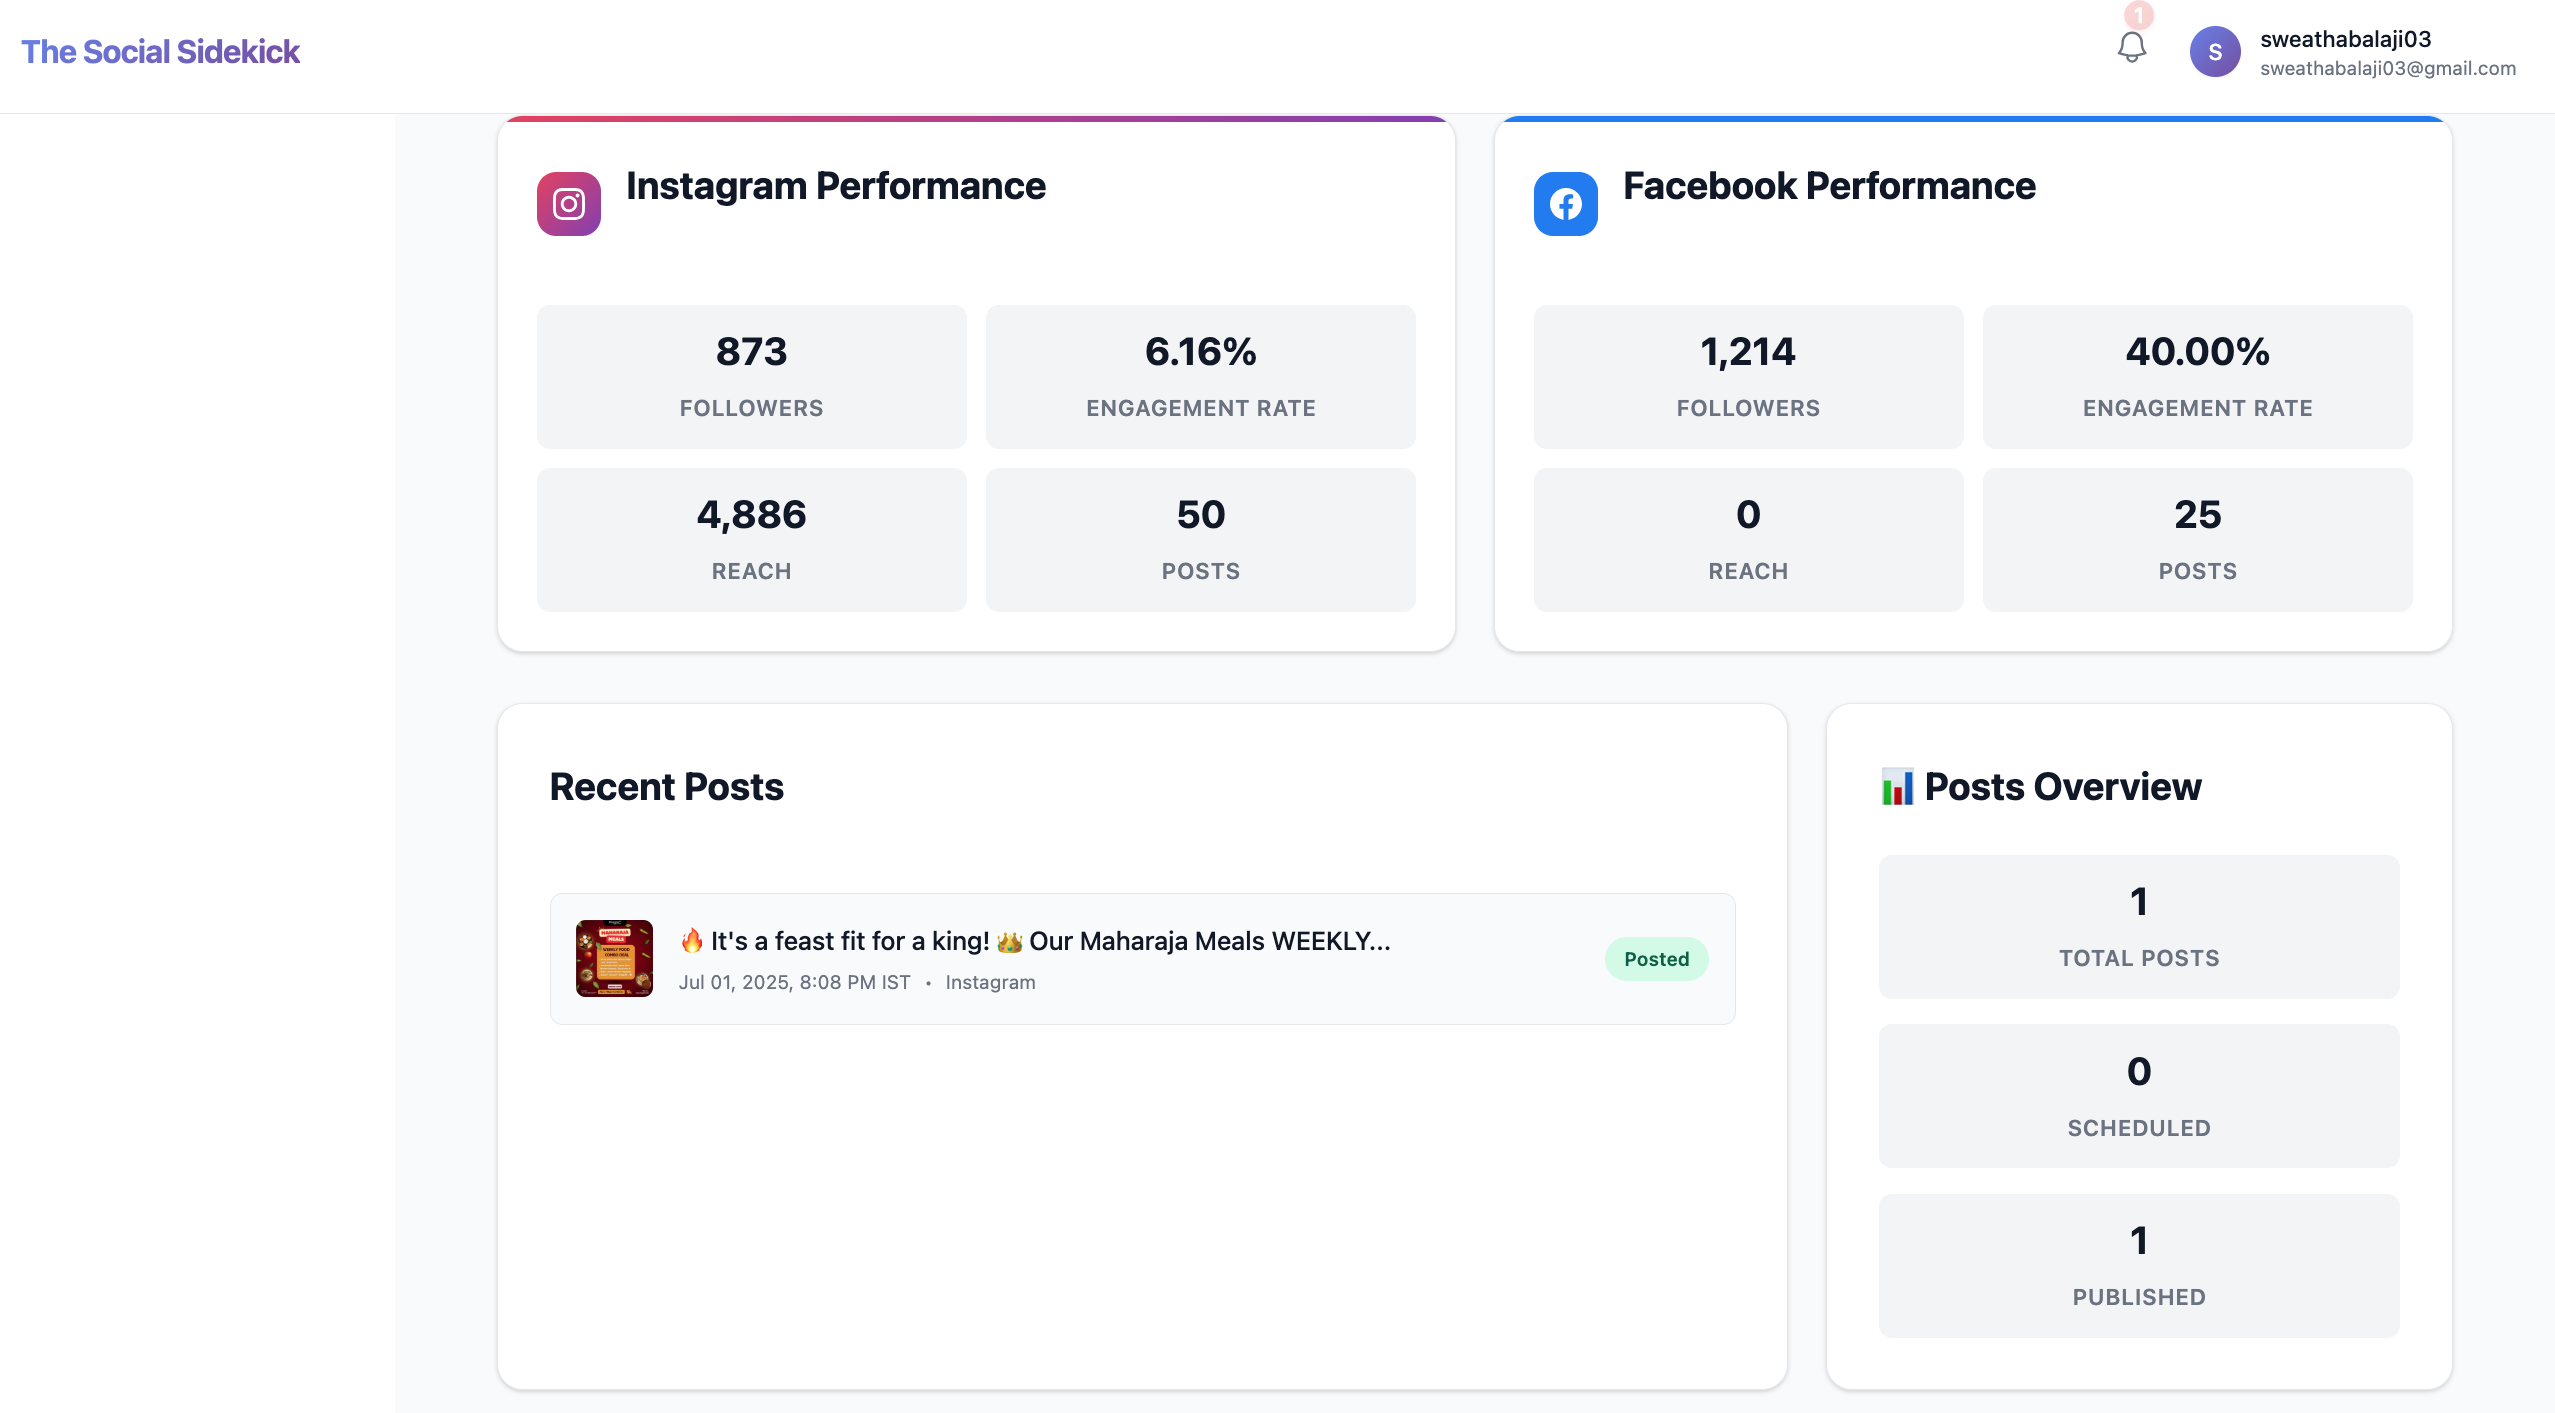 The Social Sidekick
1
S
sweathabalaji03
sweathabalaji03@gmail.com
Instagram Performance
873
FOLLOWERS
6.16%
ENGAGEMENT RATE
4,886
REACH
50
POSTS
Facebook Performance
1,214
FOLLOWERS
40.00%
ENGAGEMENT RATE
0
REACH
25
POSTS
Recent Posts
MAHARAJA
MEALS
🔥 It's a feast fit for a king! 👑 Our Maharaja Meals WEEKLY...
Jul 01, 2025, 8:08 PM IST • Instagram
Posted
📊 Posts Overview
1
TOTAL POSTS
0
SCHEDULED
1
PUBLISHED